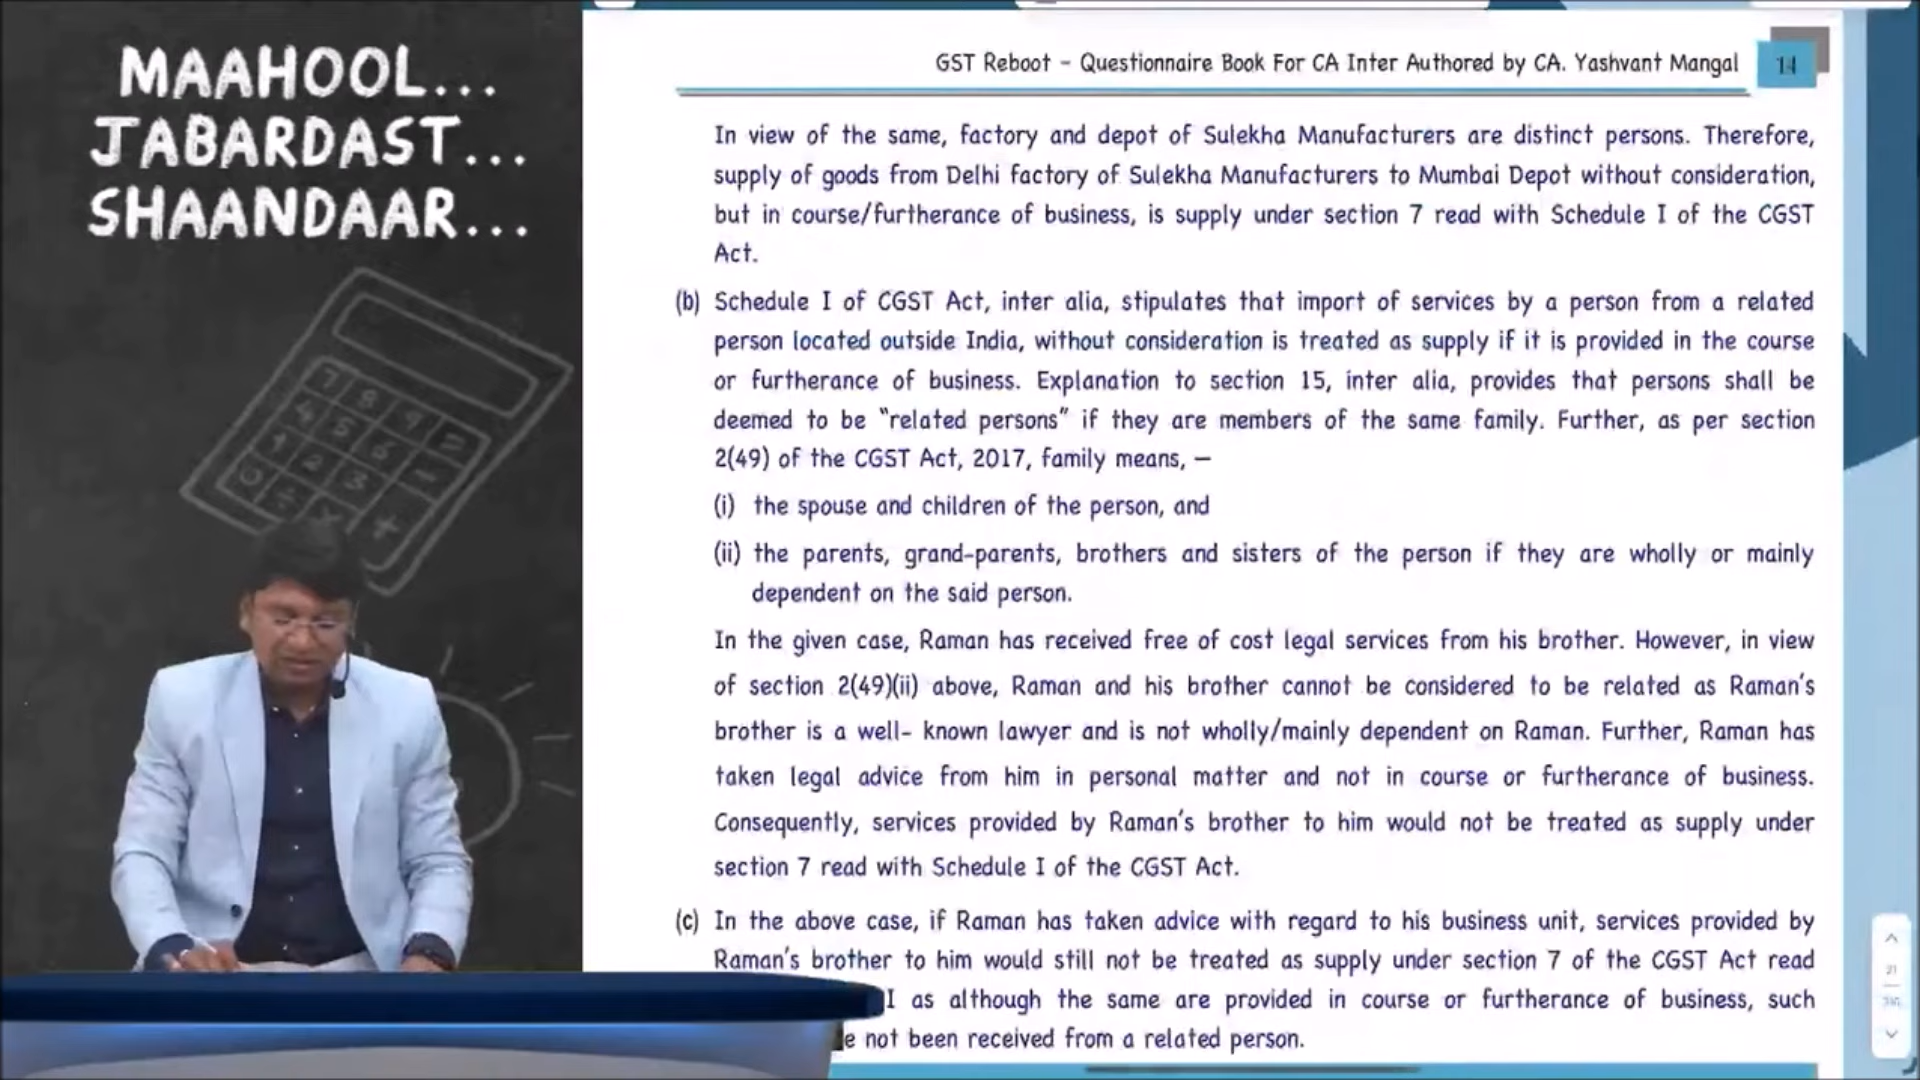 MAAHOOL...
JABARDAST...
SHAANDAAR...
GST Reboot - Questionnaire Book For CA Inter Authored by CA. Yashvant Mangal 14
In view of the same, factory and depot of Sulekha Manufacturers are distinct persons. Therefore,
supply of goods from Delhi factory of Sulekha Manufacturers to Mumbai Depot without consideration,
but in course/furtherance of business, is supply under section 7 read with Schedule I of the CGST
Act.
(b) Schedule I of CGST Act, inter alia, stipulates that import of services by a person from a related
person located outside India, without consideration is treated as supply if it is provided in the course
or furtherance of business. Explanation to section 15, inter alia, provides that persons shall be
deemed to be “related persons” if they are members of the same family. Further, as per section
2(49) of the CGST Act, 2017, family means, —
(i) the spouse and children of the person, and
(ii) the parents, grand-parents, brothers and sisters of the person if they are wholly or mainly
dependent on the said person.
In the given case, Raman has received free of cost legal services from his brother. However, in view
of section 2(49)(ii) above, Raman and his brother cannot be considered to be related as Raman's
brother is a well- known lawyer and is not wholly/mainly dependent on Raman. Further, Raman has
taken legal advice from him in personal matter and not in course or furtherance of business.
Consequently, services provided by Raman's brother to him would not be treated as supply under
section 7 read with Schedule I of the CGST Act.
(c) In the above case, if Raman has taken advice with regard to his business unit, services provided by
Raman's brother to him would still not be treated as supply under section 7 of the CGST Act read
I as although the same are provided in course or furtherance of business, such
e not been received from a related person.